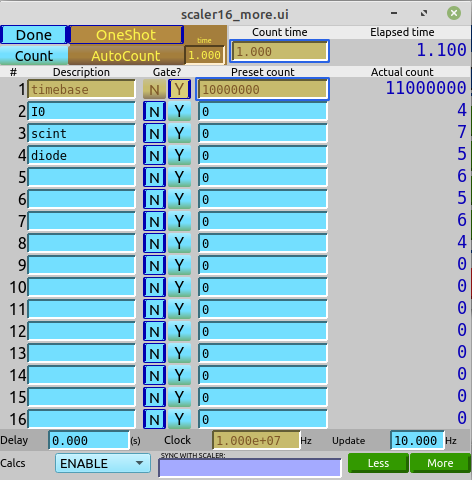 scaler16_more.ui
Done OneShot time Count time Elapsed time
Count AutoCount 1.000 1.000 1.100
# Description Gate? Preset count Actual count
1 timebase N Y 10000000 11000000
2 I0 N Y 0 4
3 scint N Y 0 7
4 diode N Y 0 5
5 N Y 0 6
6 N Y 0 5
7 N Y 0 6
8 N Y 0 4
9 N Y 0 0
10 N Y 0 0
11 N Y 0 0
12 N Y 0 0
13 N Y 0 0
14 N Y 0 0
15 N Y 0 0
16 N Y 0 0
Delay 0.000 (s) Clock 1.000e+07 Hz Update 10.000 Hz
Calcs ENABLE SYNC WITH SCALER: Less More